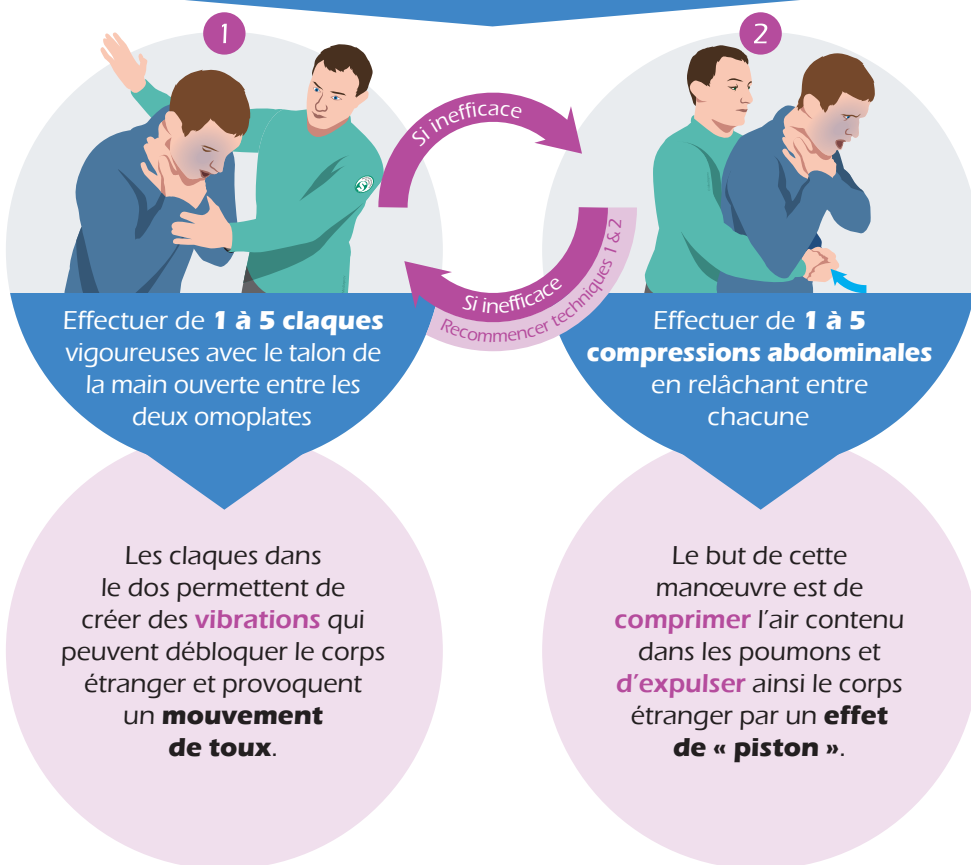 1
Effectuer de 1 à 5 claques
vigoureuses avec le talon de
la main ouverte entre les
deux omoplates
Si inefficace
Si inefficace
Recommencer techniques 1 & 2
2
Effectuer de 1 à 5
compressions abdominales
en relâchant entre
chacune
Les claques dans
le dos permettent de
créer des vibrations qui
peuvent débloquer le corps
étranger et provoquent
un mouvement
de toux.
Le but de cette
manœuvre est de
comprimer l’air contenu
dans les poumons et
d’expulser ainsi le corps
étranger par un effet
de « piston ».